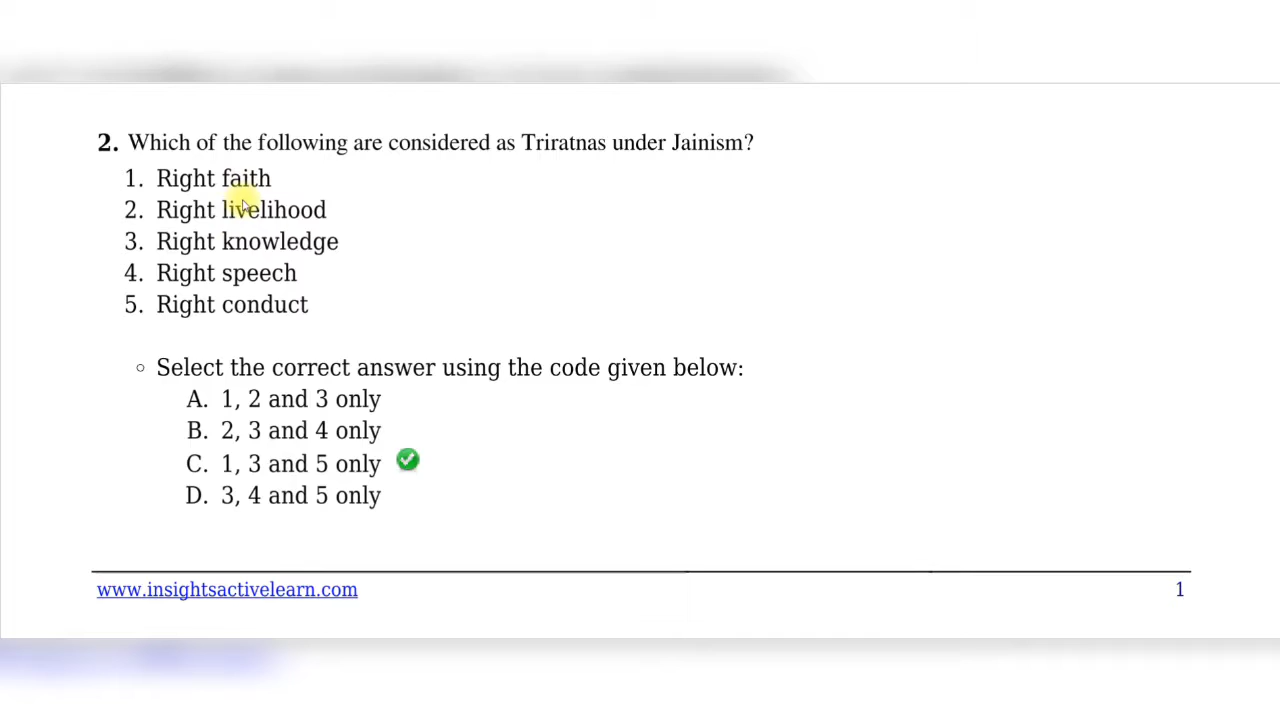 2. Which of the following are considered as Triratnas under Jainism?
1. Right faith
2. Right livelihood
3. Right knowledge
4. Right speech
5. Right conduct
○ Select the correct answer using the code given below:
A. 1, 2 and 3 only
B. 2, 3 and 4 only
C. 1, 3 and 5 only
D. 3, 4 and 5 only
www.insightsactivelearn.com 1